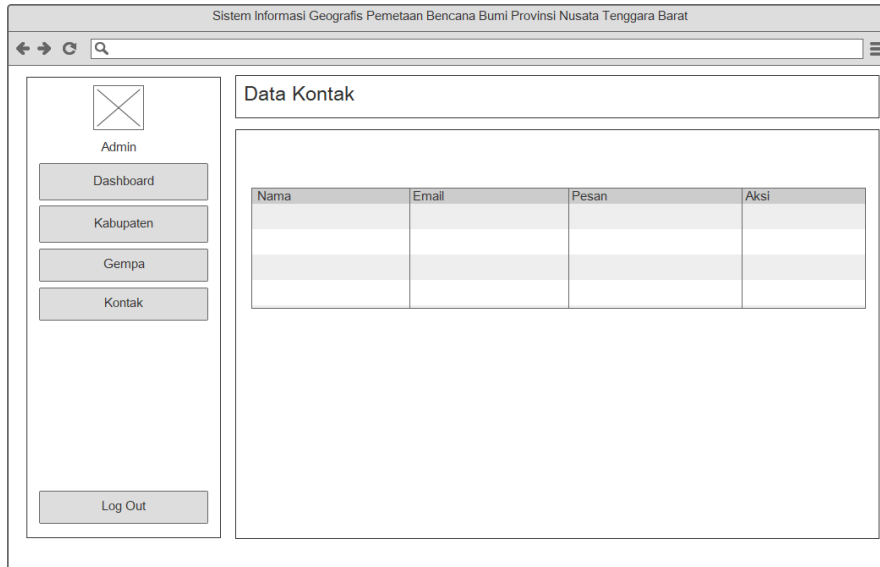 Sistem Informasi Geografis Pemetaan Bencana Bumi Provinsi Nusata Tenggara Barat
Data Kontak
Admin
Dashboard
Kabupaten
Gempa
Kontak
Log Out
Nama Email Pesan Aksi